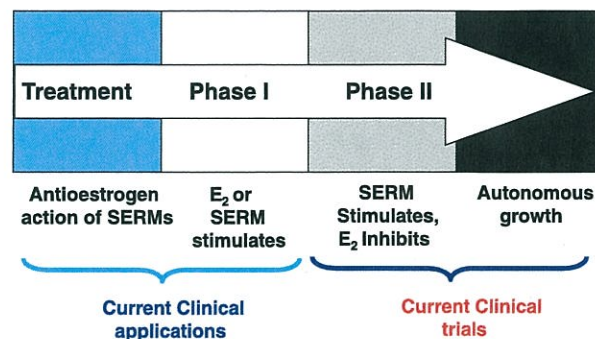 Treatment
Phase I
Phase II
Antioestrogen
action of SERMs
E₂ or
SERM
stimulates
SERM
Stimulates,
E₂ Inhibits
Autonomous
growth
Current Clinical
applications
Current Clinical
trials